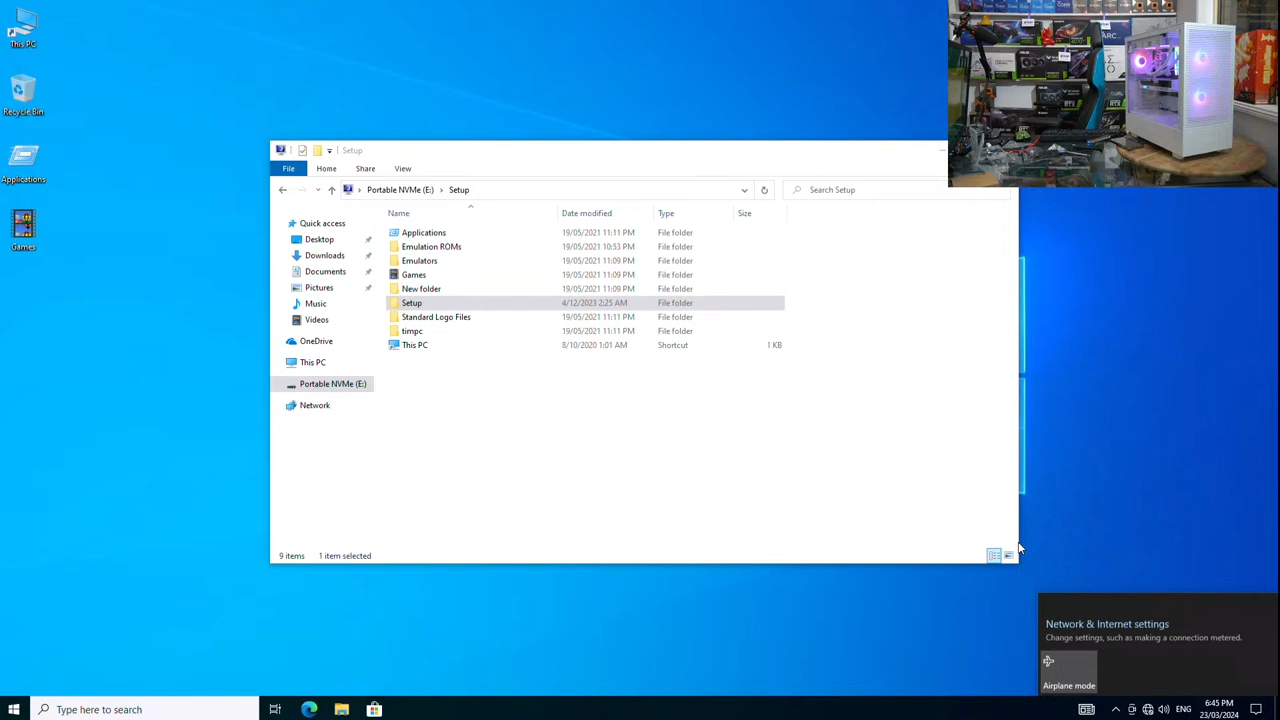 This PC
Recycle Bin
Applications
Games
Setup
File Home Share View
Portable NVMe (E:) Setup
Search Setup
Name Date modified Type Size
Quick access
Desktop
Downloads
Documents
Pictures
Music
Videos
OneDrive
This PC
Portable NVMe (E:)
Network
Applications 19/05/2021 11:11 PM File folder
Emulation ROMs 19/05/2021 10:53 PM File folder
Emulators 19/05/2021 11:09 PM File folder
Games 19/05/2021 11:09 PM File folder
New folder 19/05/2021 11:09 PM File folder
Setup 4/12/2023 2:25 AM File folder
Standard Logo Files 19/05/2021 11:11 PM File folder
timpc 19/05/2021 11:11 PM File folder
This PC 8/10/2020 1:01 AM Shortcut 1 KB
9 items 1 item selected
Network & Internet settings
Change settings, such as making a connection metered.
Airplane mode
Type here to search
ENG
6:45 PM
23/03/2024
ARC
RTX